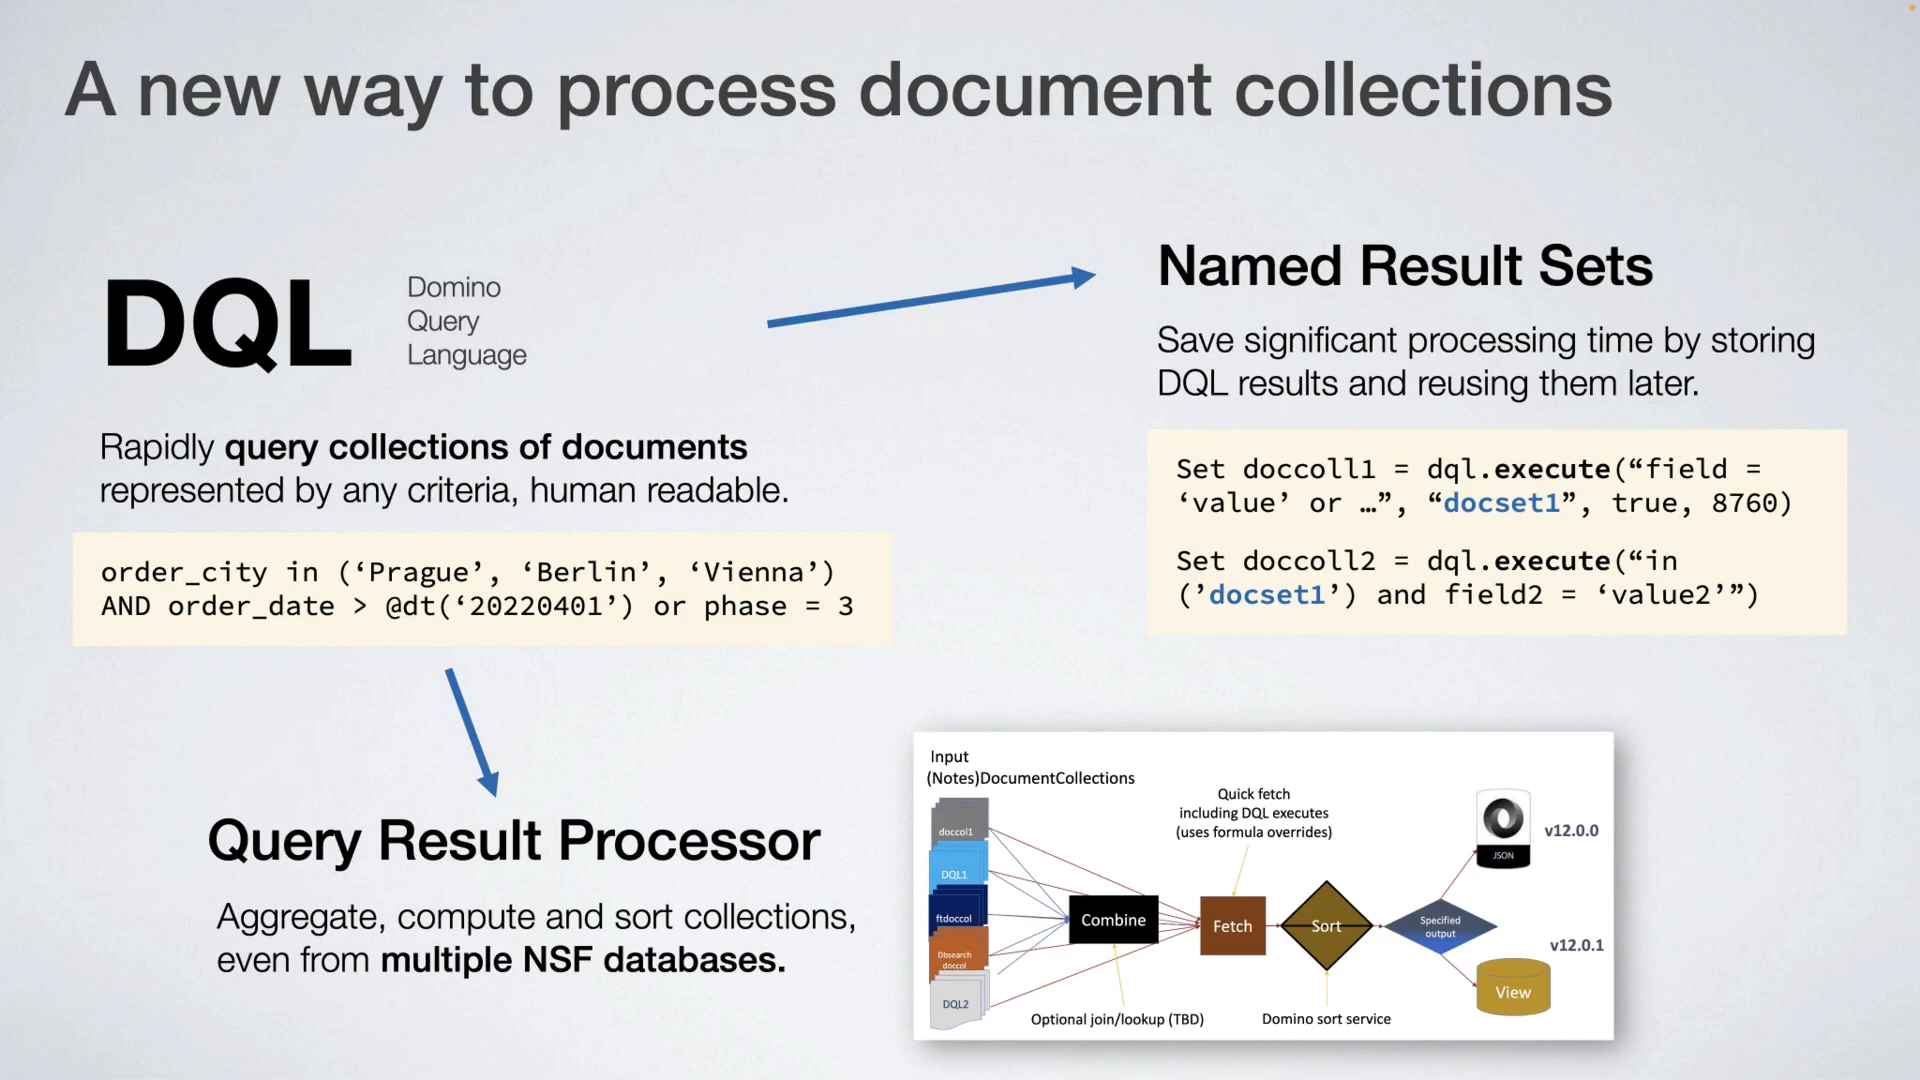 A new way to process document collections
DQL
Domino
Query
Language
Rapidly query collections of documents
represented by any criteria, human readable.
order_city in (‘Prague’, ‘Berlin’, ‘Vienna’)
AND order_date > @dt(‘20220401’) or phase = 3
Named Result Sets
Save significant processing time by storing
DQL results and reusing them later.
Set doccoll1 = dql.execute(“field =
‘value’ or …”, “docset1”, true, 8760)
Set doccoll2 = dql.execute(“in
(’docset1’) and field2 = ‘value2’”)
Query Result Processor
Aggregate, compute and sort collections,
even from multiple NSF databases.
Input
(Notes)DocumentCollections
doccol1
DQL1
ftdoccol
Dbsearch
doccol
DQL2
Combine
Optional join/lookup (TBD)
Quick fetch
including DQL executes
(uses formula overrides)
Fetch
Sort
Domino sort service
Specified
output
JSON
v12.0.0
v12.0.1
View